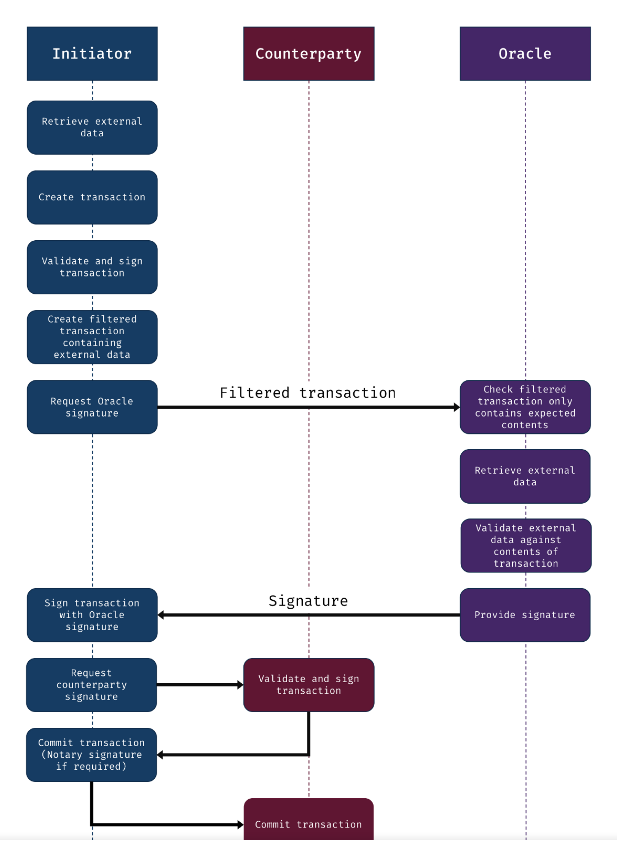 Initiator
Counterparty
Oracle
Retrieve external
data
Create transaction
Validate and sign
transaction
Create filtered
transaction
containing
external data
Request Oracle
signature
Filtered transaction
Check filtered
transaction only
contains expected
contents
Retrieve external
data
Validate external
data against
contents of
transaction
Sign transaction
with Oracle
signature
Signature
Provide signature
Request
counterparty
signature
Validate and sign
transaction
Commit transaction
(Notary signature
if required)
Commit transaction